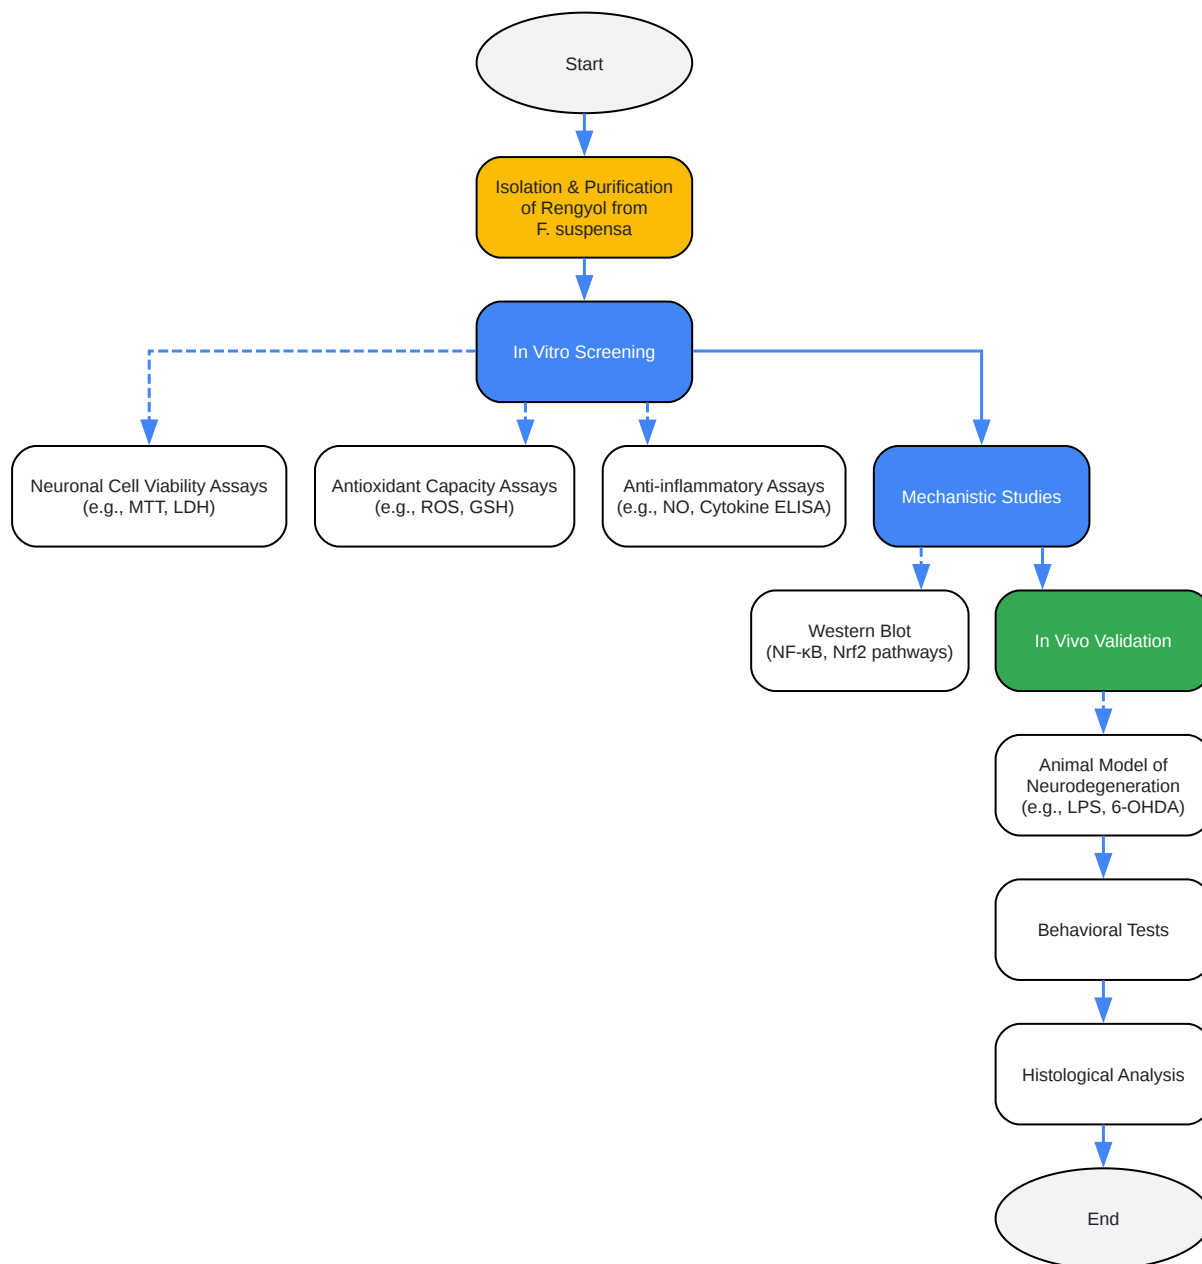 Start
Isolation & Purification
of Rengyol from
F. suspensa
In Vitro Screening
Neuronal Cell Viability Assays
(e.g., MTT, LDH)
Antioxidant Capacity Assays
(e.g., ROS, GSH)
Anti-inflammatory Assays
(e.g., NO, Cytokine ELISA)
Mechanistic Studies
Western Blot
(NF-κB, Nrf2 pathways)
In Vivo Validation
Animal Model of
Neurodegeneration
(e.g., LPS, 6-OHDA)
Behavioral Tests
Histological Analysis
End